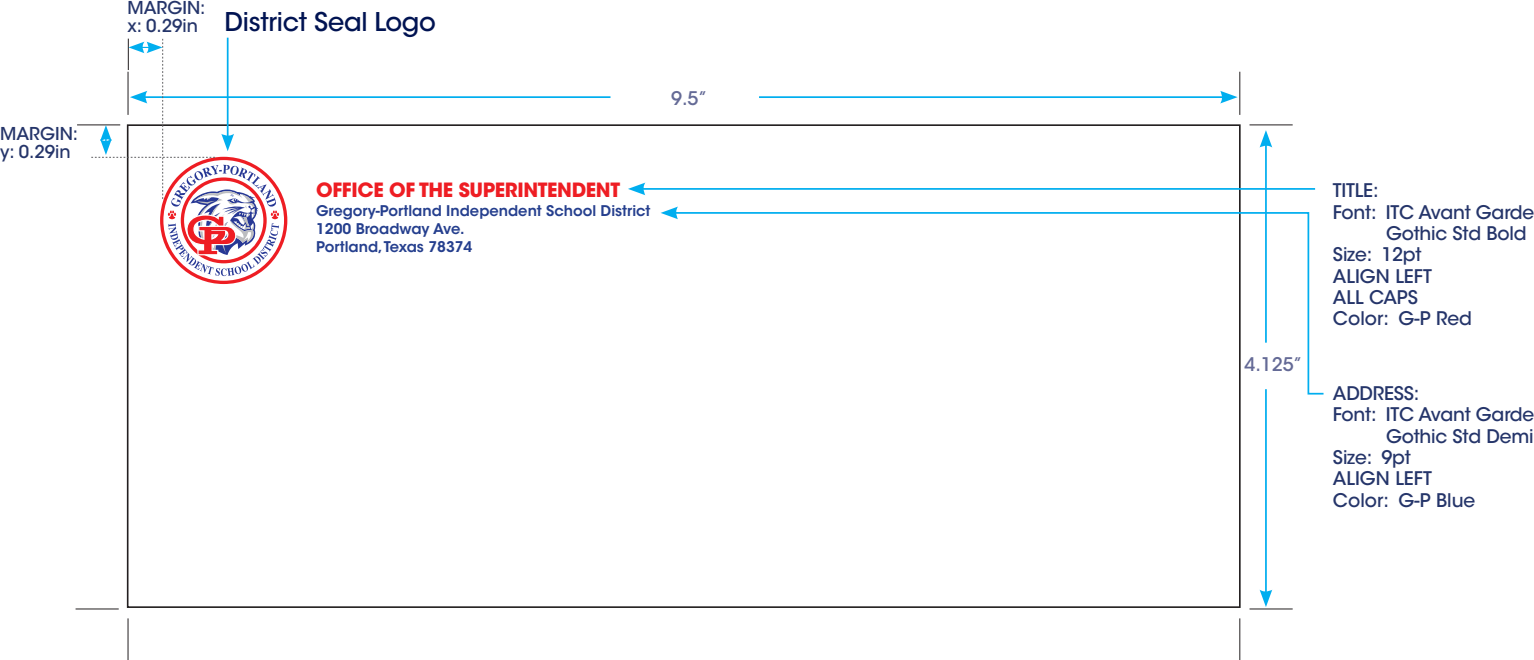 MARGIN:
x: 0.29in
District Seal Logo
9.5″
MARGIN:
y: 0.29in
GREGORY-PORTLAND
INDEPENDENT SCHOOL DISTRICT
GP
OFFICE OF THE SUPERINTENDENT
Gregory-Portland Independent School District
1200 Broadway Ave.
Portland, Texas 78374
TITLE:
Font: ITC Avant Garde
Gothic Std Bold
Size: 12pt
ALIGN LEFT
ALL CAPS
Color: G-P Red
4.125″
ADDRESS:
Font: ITC Avant Garde
Gothic Std Demi
Size: 9pt
ALIGN LEFT
Color: G-P Blue